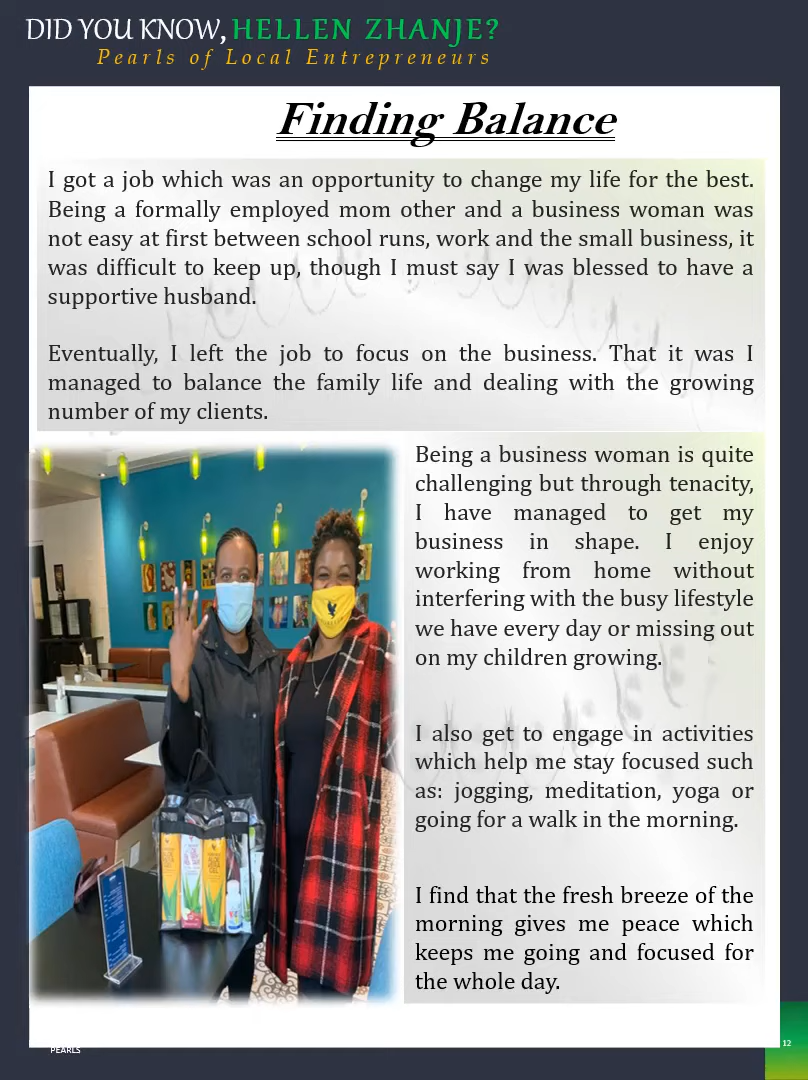 DID YOU KNOW, HELLEN ZHANJE?
Pearls of Local Entrepreneurs
Finding Balance
I got a job which was an opportunity to change my life for the best.
Being a formally employed mom other and a business woman was
not easy at first between school runs, work and the small business, it
was difficult to keep up, though I must say I was blessed to have a
supportive husband.
Eventually, I left the job to focus on the business. That it was I
managed to balance the family life and dealing with the growing
number of my clients.
Being a business woman is quite
challenging but through tenacity,
I have managed to get my
business in shape. I enjoy
working from home without
interfering with the busy lifestyle
we have every day or missing out
on my children growing.
I also get to engage in activities
which help me stay focused such
as: jogging, meditation, yoga or
going for a walk in the morning.
I find that the fresh breeze of the
morning gives me peace which
keeps me going and focused for
the whole day.
PEARLS
12